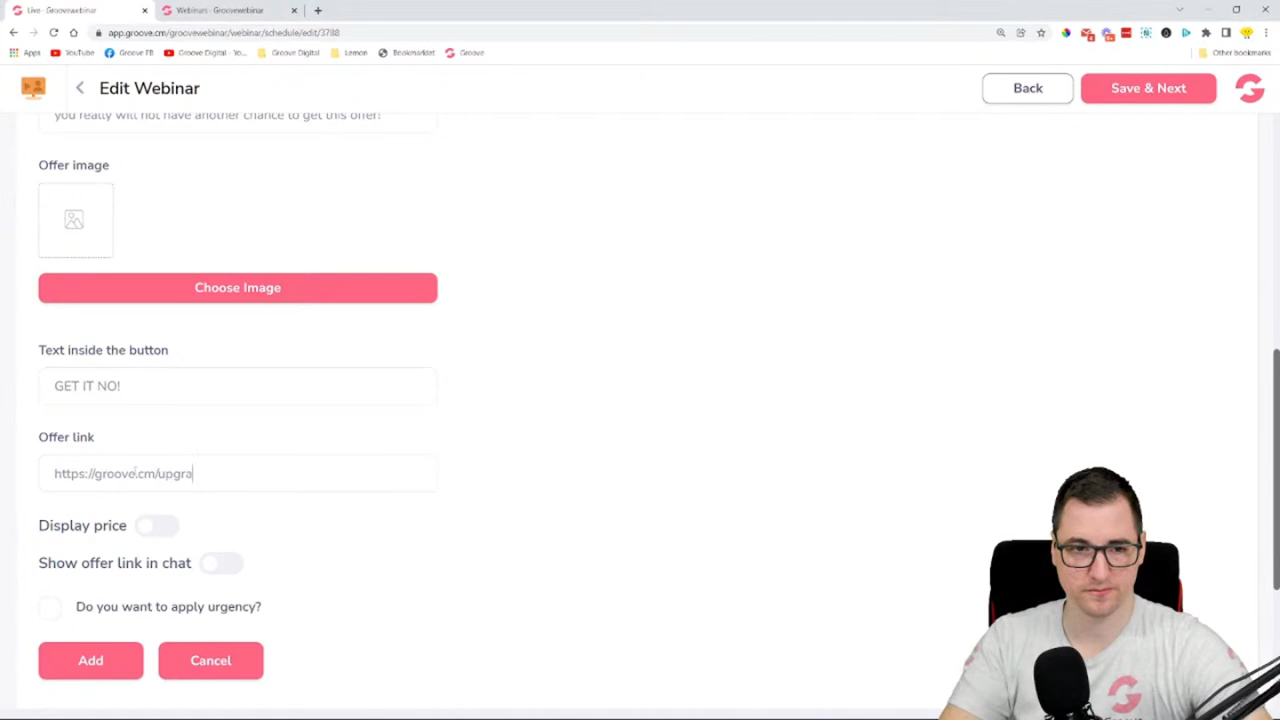 Live - Groovewebinar
Webinars - Groovewebinar
app.groove.cm/groovewebinar/webinar/schedule/edit/3788
Apps
YouTube
Groove FB
Groove Digital - Yo...
Groove Digital
Lemon
Bookmarklet
Groove
Other bookmarks
Edit Webinar
Back
Save & Next
you really will not have another chance to get this offer!
Offer image
Choose Image
Text inside the button
GET IT NO!
Offer link
https://groove.cm/upgra
Display price
Show offer link in chat
Do you want to apply urgency?
Add
Cancel